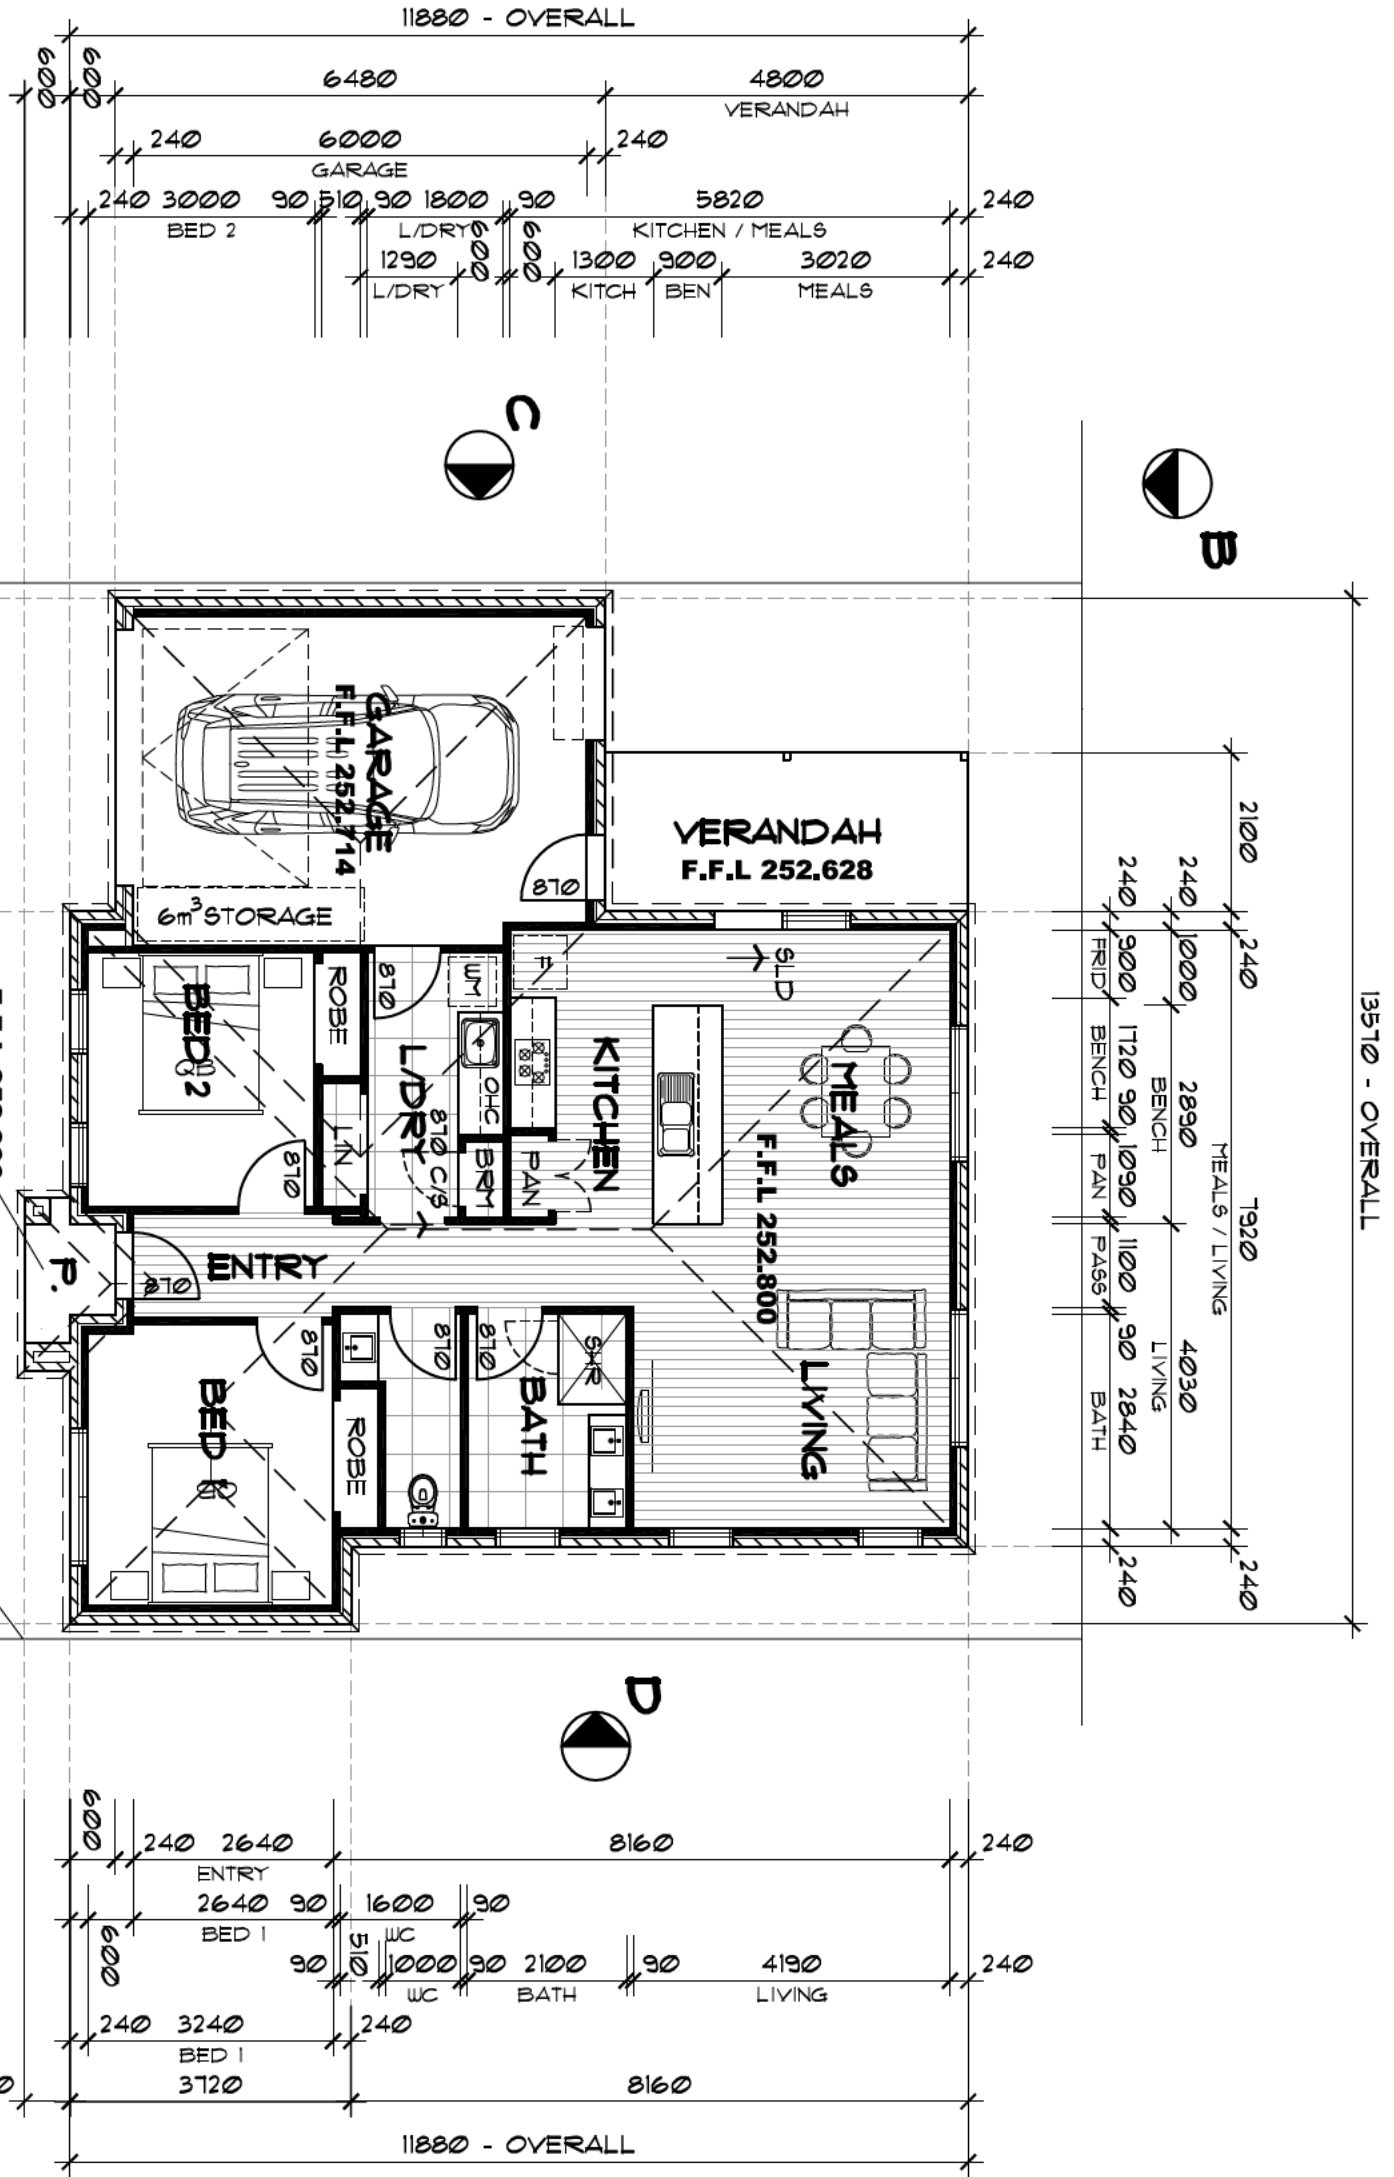 11880 - OVERALL
600
600
6480
4800
VERANDAH
240
6000
240
GARAGE
240 3000
90 510 90 1800
90
5820
240
BED 2
L/DRY
KITCHEN / MEALS
600
600
1290
1300
900
3020
240
L/DRY
KITCH
BEN
MEALS
C
B
13570 - OVERALL
2100
240
7920
240
MEALS / LIVING
240
1000
2890
4030
BENCH
LIVING
240
900
1720
90
1090
1100
90
2840
240
FRID
BENCH
PAN
PASS
BATH
GARAGE
F.F.L 252.714
VERANDAH
F.F.L 252.628
870
6m³ STORAGE
BED 2
QB
ROBE
870
WM
F
SLD
L/DRY
OHC
KITCHEN
MEALS
LIN
870 C/S
BRM
PAN
F.F.L 252.800
870
P.
870
ENTRY
870
870
870
SHR
BED 1
QB
ROBE
BATH
LIVING
D
600
240 2640
8160
240
ENTRY
2640 90
1600
90
BED 1
WC
600
90
510
1000
90 2100
90
4190
240
WC
BATH
LIVING
240 3240
240
BED 1
3720
8160
11880 - OVERALL